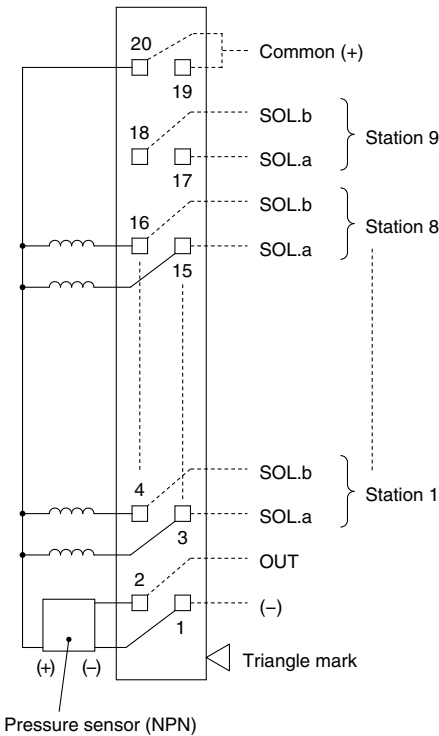 20
Common (+)
19
18
SOL.b
Station 9
17
SOL.a
16
SOL.b
Station 8
15
SOL.a
4
SOL.b
Station 1
3
SOL.a
2
OUT
1
(−)
(+) (−)
Triangle mark
Pressure sensor (NPN)